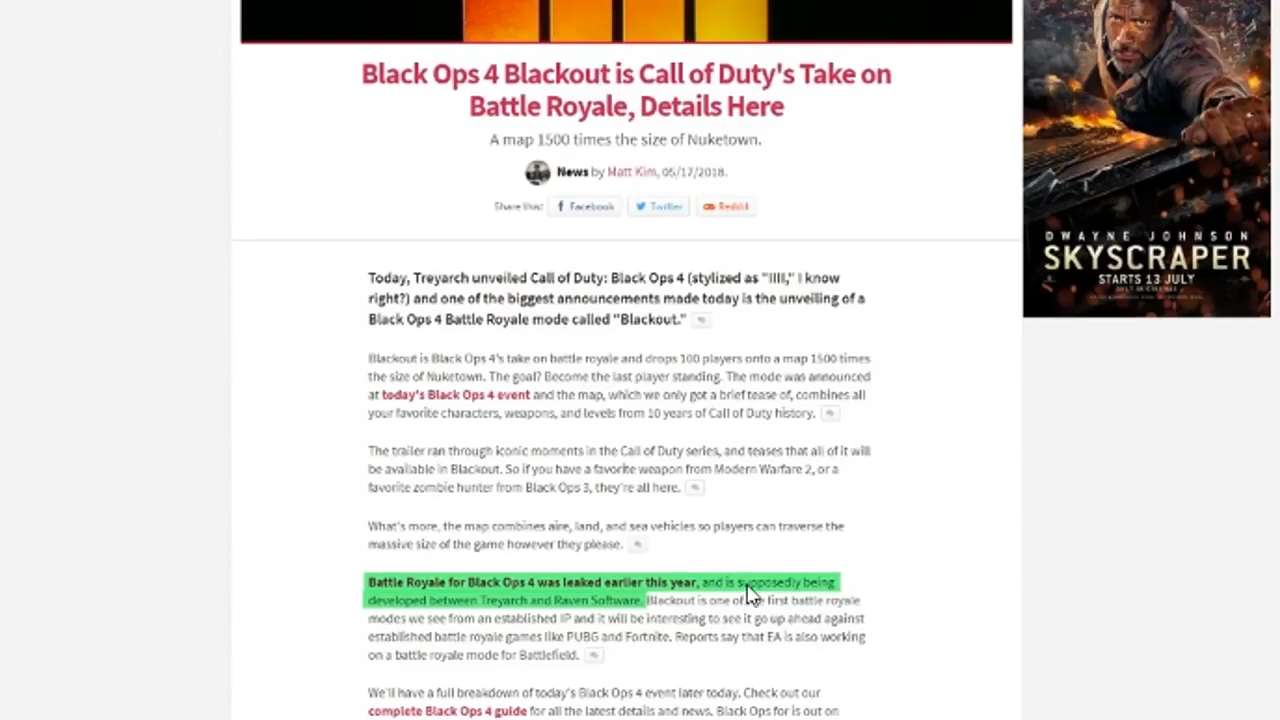 Black Ops 4 Blackout is Call of Duty's Take on
Battle Royale, Details Here
A map 1500 times the size of Nuketown.
News by Matt Kim, 05/17/2018.
Share this: Facebook Twitter Reddit
Today, Treyarch unveiled Call of Duty: Black Ops 4 (stylized as "IIII," I know
right?) and one of the biggest announcements made today is the unveiling of a
Black Ops 4 Battle Royale mode called "Blackout."
Blackout is Black Ops 4's take on battle royale and drops 100 players onto a map 1500 times
the size of Nuketown. The goal? Become the last player standing. The mode was announced
at today's Black Ops 4 event and the map, which we only got a brief tease of, combines all
your favorite characters, weapons, and levels from 10 years of Call of Duty history.
The trailer ran through iconic moments in the Call of Duty series, and teases that all of it will
be available in Blackout. So if you have a favorite weapon from Modern Warfare 2, or a
favorite zombie hunter from Black Ops 3, they're all here.
What's more, the map combines aire, land, and sea vehicles so players can traverse the
massive size of the game however they please.
Battle Royale for Black Ops 4 was leaked earlier this year, and is supposedly being
developed between Treyarch and Raven Software. Blackout is one of the first battle royale
modes we see from an established IP and it will be interesting to see it go up ahead against
established battle royale games like PUBG and Fortnite. Reports say that EA is also working
on a battle royale mode for Battlefield.
We'll have a full breakdown of today's Black Ops 4 event later today. Check out our
complete Black Ops 4 guide for all the latest details and news. Black Ops for is out on
DWAYNE JOHNSON
SKYSCRAPER
STARTS 13 JULY